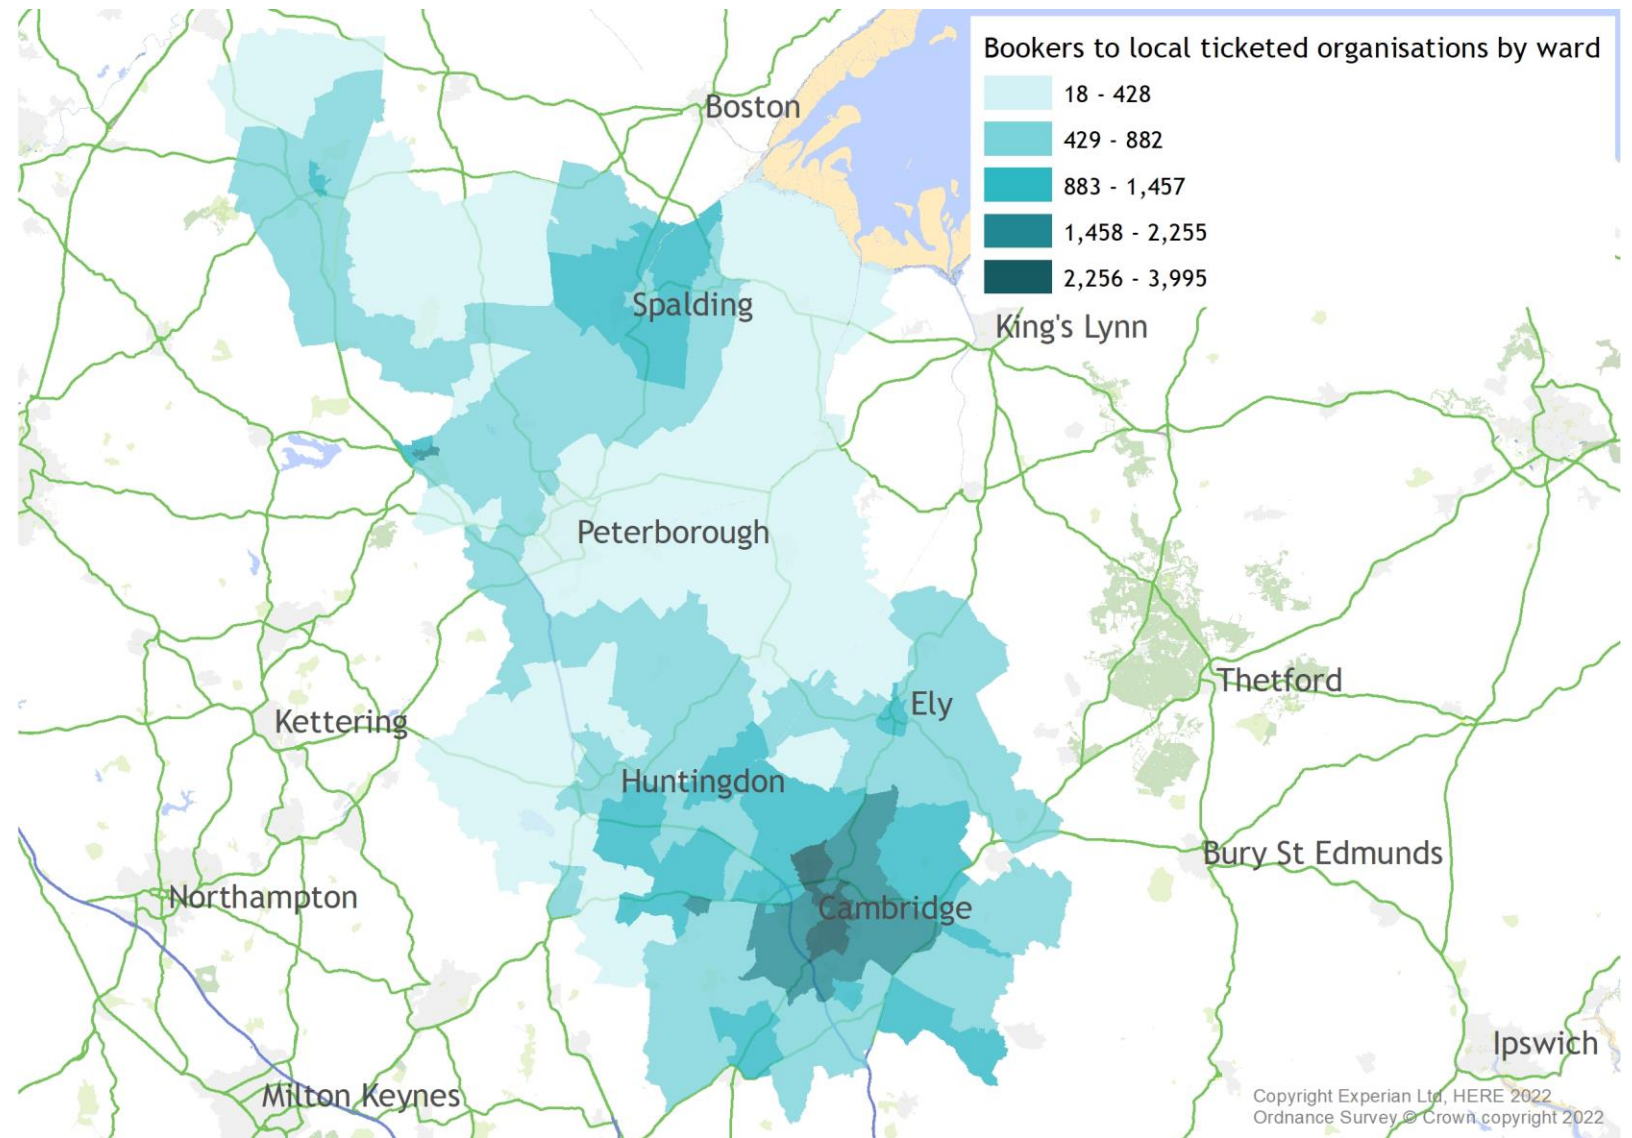 Bookers to local ticketed organisations by ward
18 - 428
429 - 882
883 - 1,457
1,458 - 2,255
2,256 - 3,995
Boston
Spalding
King's Lynn
Peterborough
Thetford
Ely
Kettering
Huntingdon
Bury St Edmunds
Northampton
Cambridge
Ipswich
Milton Keynes
Copyright Experian Ltd, HERE 2022
Ordnance Survey © Crown copyright 2022